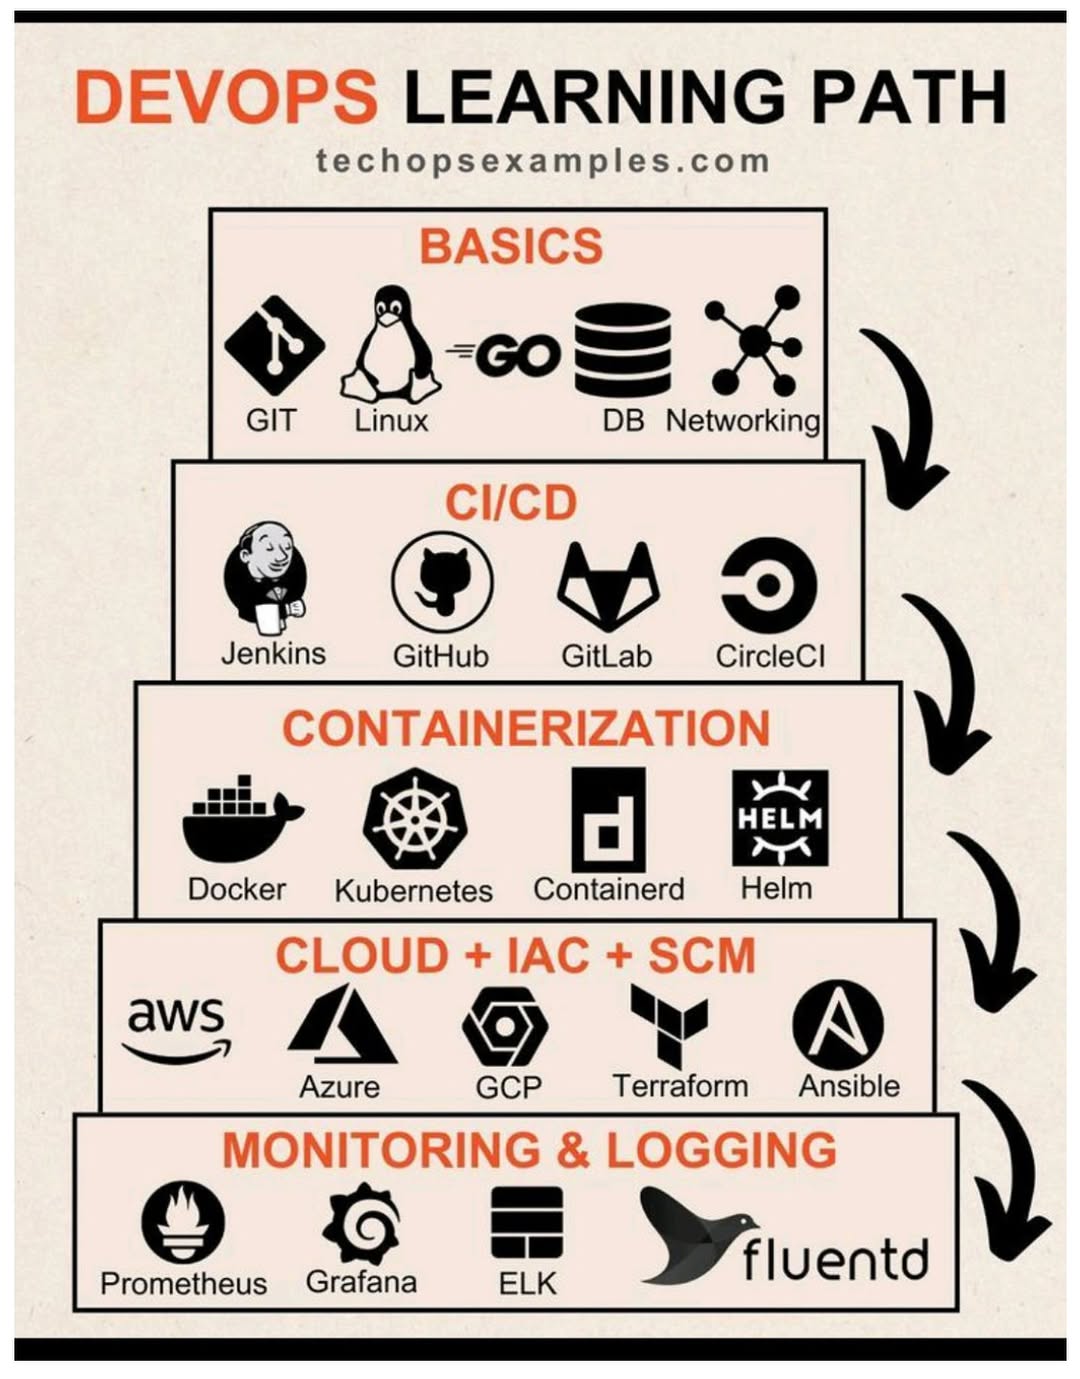 DEVOPS LEARNING PATH
techopsexamples.com
BASICS
GO
GIT Linux DB Networking
CI/CD
Jenkins GitHub GitLab CircleCI
CONTAINERIZATION
d HELM
Docker Kubernetes Containerd Helm
CLOUD + IAC + SCM
aws
Azure GCP Terraform Ansible
MONITORING & LOGGING
fluentd
Prometheus Grafana ELK